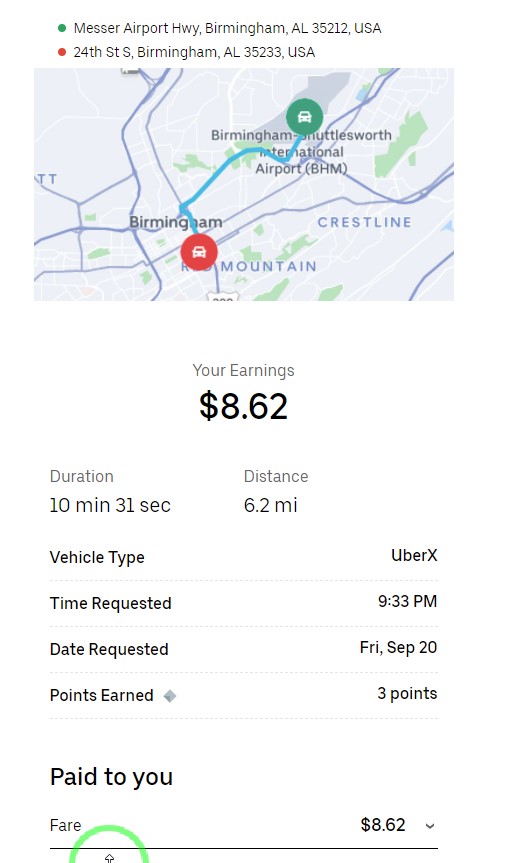 Messer Airport Hwy, Birmingham, AL 35212, USA
24th St S, Birmingham, AL 35233, USA
Birmingham-Shuttlesworth
International
Airport (BHM)
TT
Birmingham
CRESTLINE
RED MOUNTAIN
280
Your Earnings
$8.62
Duration
Distance
10 min 31 sec
6.2 mi
Vehicle Type
UberX
Time Requested
9:33 PM
Date Requested
Fri, Sep 20
Points Earned
3 points
Paid to you
Fare
$8.62